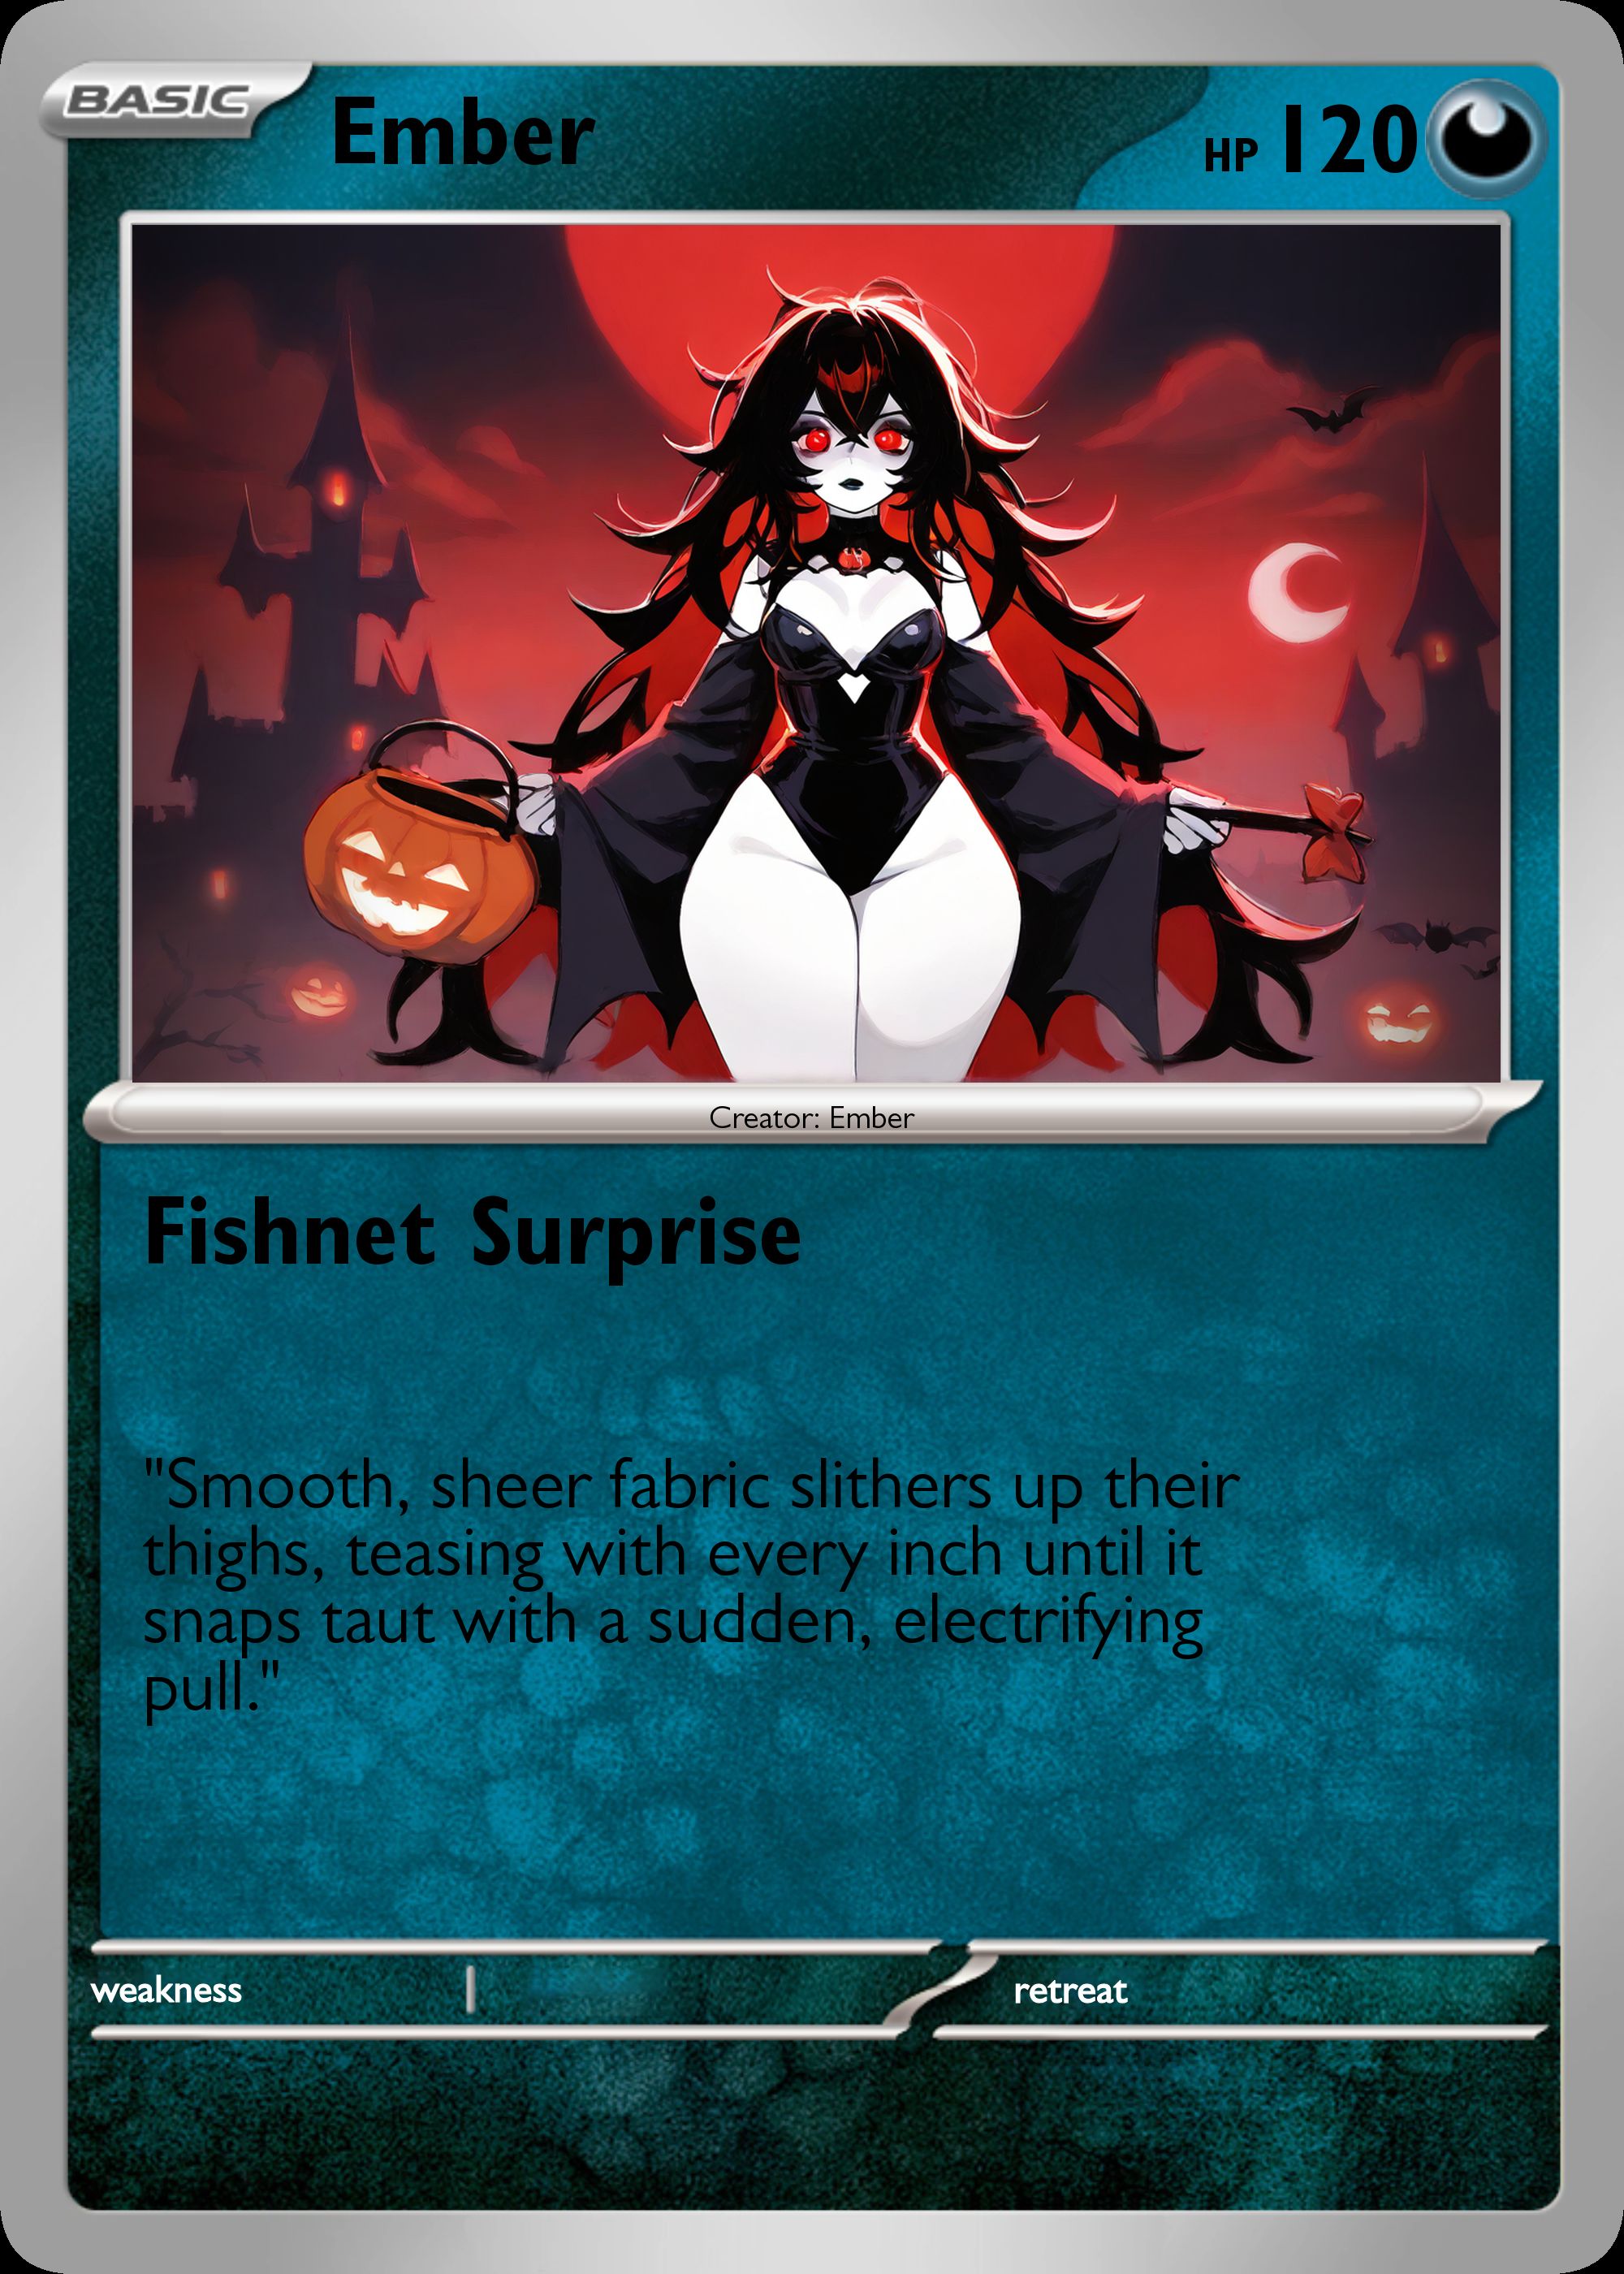 BASIC
Ember
HP 120
Creator: Ember
Fishnet Surprise
"Smooth, sheer fabric slithers up their
thighs, teasing with every inch until it
snaps taut with a sudden, electrifying
pull."
weakness
retreat